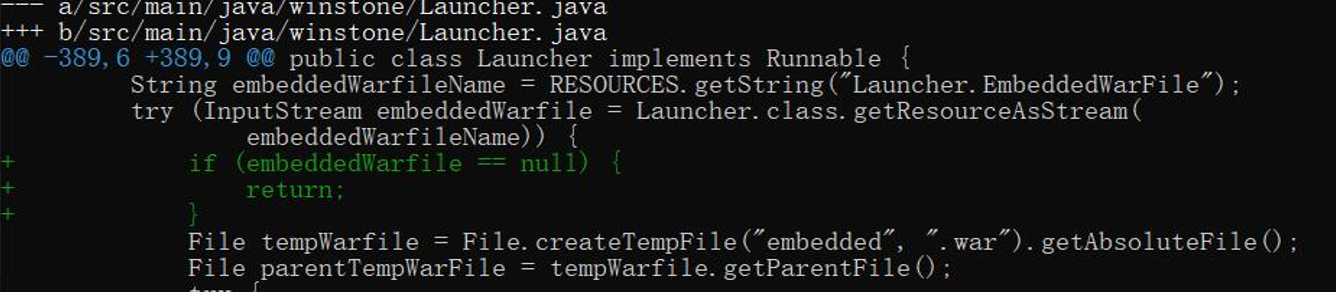 --- a/src/main/java/winstone/Launcher.java
+++ b/src/main/java/winstone/Launcher.java
@@ -389,6 +389,9 @@ public class Launcher implements Runnable {
         String embeddedWarfileName = RESOURCES.getString("Launcher.EmbeddedWarFile");
         try (InputStream embeddedWarfile = Launcher.class.getResourceAsStream(
                 embeddedWarfileName)) {
+            if (embeddedWarfile == null) {
+                return;
+            }
             File tempWarfile = File.createTempFile("embedded", ".war").getAbsoluteFile();
             File parentTempWarFile = tempWarfile.getParentFile();
             try {